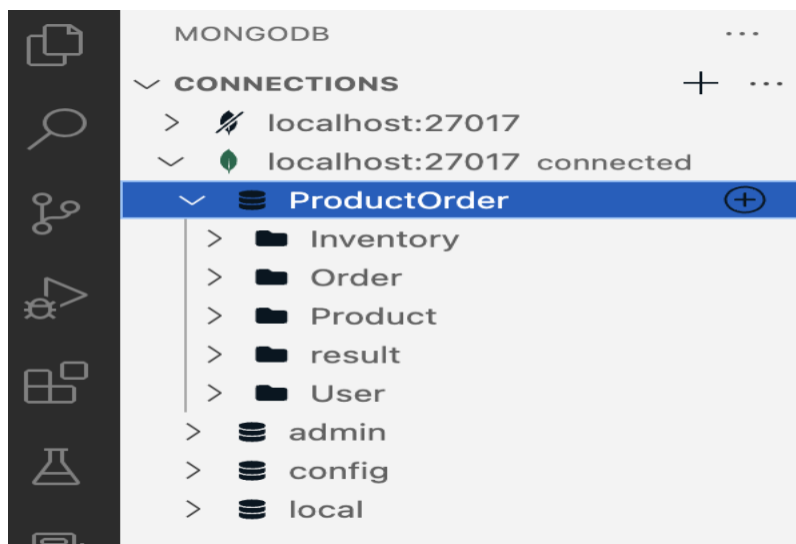 MONGODB
CONNECTIONS
localhost:27017
localhost:27017 connected
ProductOrder
Inventory
Order
Product
result
User
admin
config
local